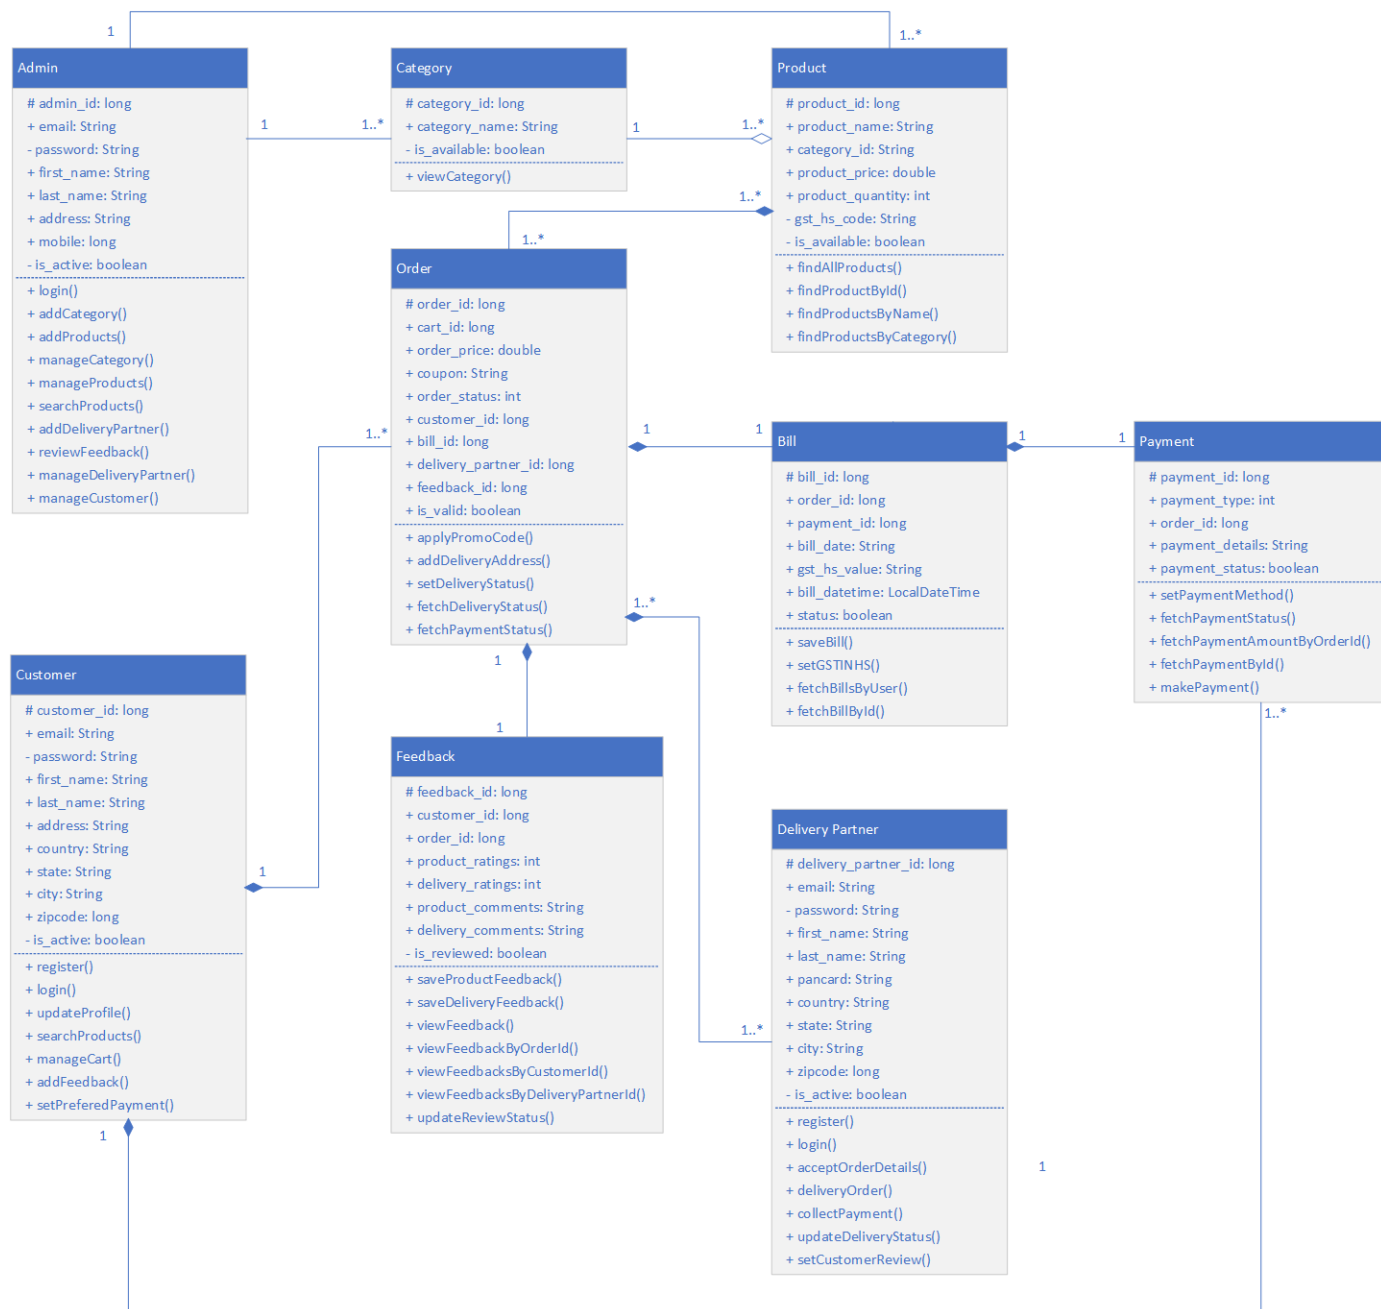 1
1..*
Admin
# admin_id: long
+ email: String
- password: String
+ first_name: String
+ last_name: String
+ address: String
+ mobile: long
- is_active: boolean
+ login()
+ addCategory()
+ addProducts()
+ manageCategory()
+ manageProducts()
+ searchProducts()
+ addDeliveryPartner()
+ reviewFeedback()
+ manageDeliveryPartner()
+ manageCustomer()
1
1..*
Category
# category_id: long
+ category_name: String
- is_available: boolean
+ viewCategory()
1
1..*
Product
# product_id: long
+ product_name: String
+ category_id: String
+ product_price: double
+ product_quantity: int
- gst_hs_code: String
- is_available: boolean
+ findAllProducts()
+ findProductById()
+ findProductsByName()
+ findProductsByCategory()
1..*
1..*
Order
# order_id: long
+ cart_id: long
+ order_price: double
+ coupon: String
+ order_status: int
+ customer_id: long
+ bill_id: long
+ delivery_partner_id: long
+ feedback_id: long
+ is_valid: boolean
+ applyPromoCode()
+ addDeliveryAddress()
+ setDeliveryStatus()
+ fetchDeliveryStatus()
+ fetchPaymentStatus()
1..*
1
1
Bill
# bill_id: long
+ order_id: long
+ payment_id: long
+ bill_date: String
+ gst_hs_value: String
+ bill_datetime: LocalDateTime
+ status: boolean
+ saveBill()
+ setGSTINHS()
+ fetchBillsByUser()
+ fetchBillById()
1
1
Payment
# payment_id: long
+ payment_type: int
+ order_id: long
+ payment_details: String
+ payment_status: boolean
+ setPaymentMethod()
+ fetchPaymentStatus()
+ fetchPaymentAmountByOrderId()
+ fetchPaymentById()
+ makePayment()
1..*
1..*
1
1
Customer
# customer_id: long
+ email: String
- password: String
+ first_name: String
+ last_name: String
+ address: String
+ country: String
+ state: String
+ city: String
+ zipcode: long
- is_active: boolean
+ register()
+ login()
+ updateProfile()
+ searchProducts()
+ manageCart()
+ addFeedback()
+ setPreferedPayment()
1
1
Feedback
# feedback_id: long
+ customer_id: long
+ order_id: long
+ product_ratings: int
+ delivery_ratings: int
+ product_comments: String
+ delivery_comments: String
- is_reviewed: boolean
+ saveProductFeedback()
+ saveDeliveryFeedback()
+ viewFeedback()
+ viewFeedbackByOrderId()
+ viewFeedbacksByCustomerId()
+ viewFeedbacksByDeliveryPartnerId()
+ updateReviewStatus()
1..*
Delivery Partner
# delivery_partner_id: long
+ email: String
- password: String
+ first_name: String
+ last_name: String
+ pancard: String
+ country: String
+ state: String
+ city: String
+ zipcode: long
- is_active: boolean
+ register()
+ login()
+ acceptOrderDetails()
+ deliveryOrder()
+ collectPayment()
+ updateDeliveryStatus()
+ setCustomerReview()
1